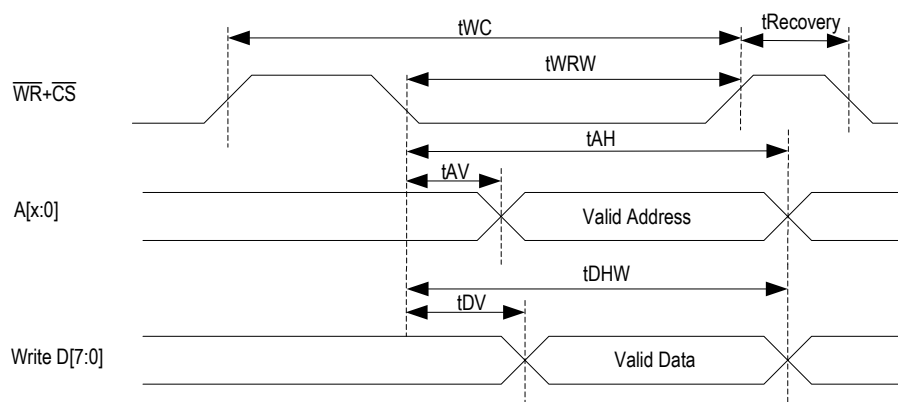 tWC
tRecovery
tWRW
WR+CS
tAH
tAV
A[x:0]
Valid Address
tDHW
tDV
Write D[7:0]
Valid Data